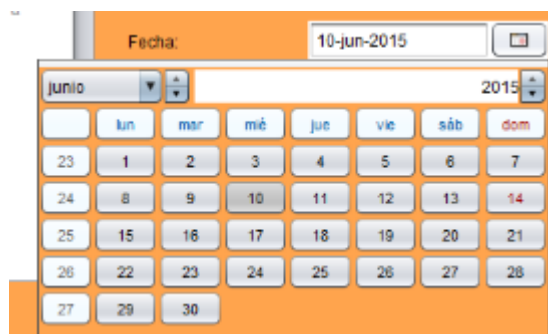 Fecha: 10-jun-2015
junio 2015
lun mar mié jue vie sáb dom
23 1 2 3 4 5 6 7
24 8 9 10 11 12 13 14
25 15 16 17 18 19 20 21
26 22 23 24 25 26 27 28
27 29 30